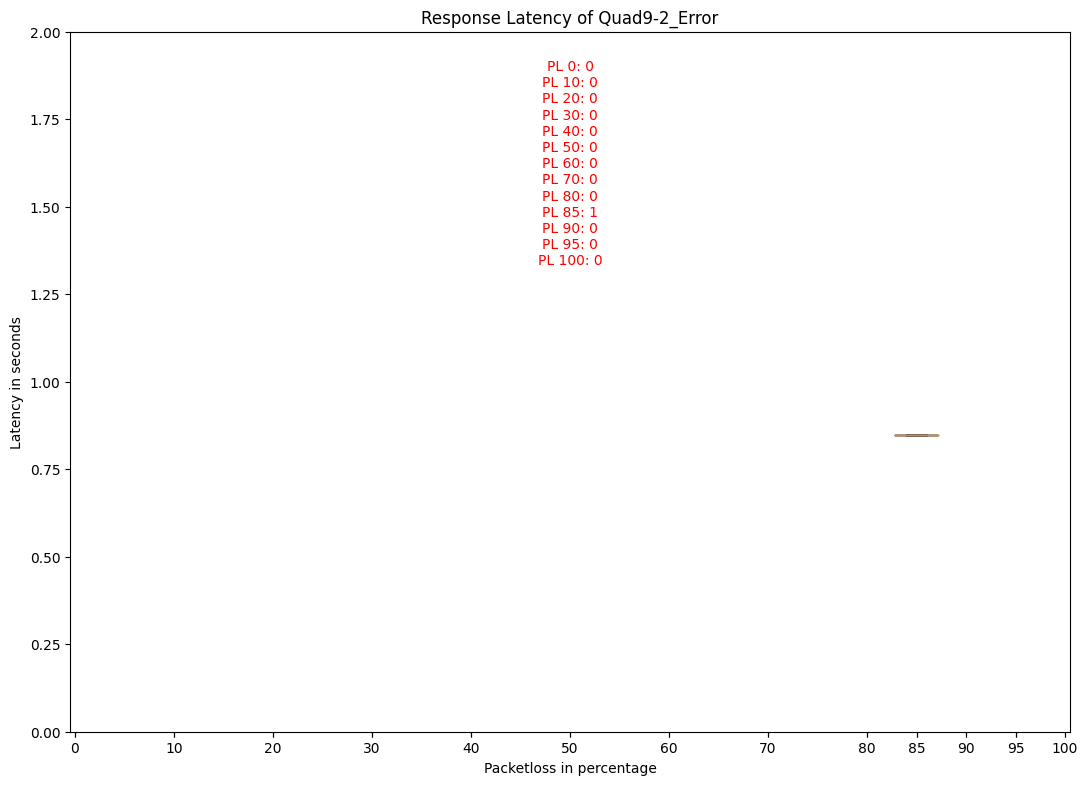 Response Latency of Quad9-2_Error
2.00
1.75
1.50
1.25
1.00
0.75
0.50
0.25
0.00
Latency in seconds
PL 0: 0
PL 10: 0
PL 20: 0
PL 30: 0
PL 40: 0
PL 50: 0
PL 60: 0
PL 70: 0
PL 80: 0
PL 85: 1
PL 90: 0
PL 95: 0
PL 100: 0
0 10 20 30 40 50 60 70 80 85 90 95 100
Packetloss in percentage